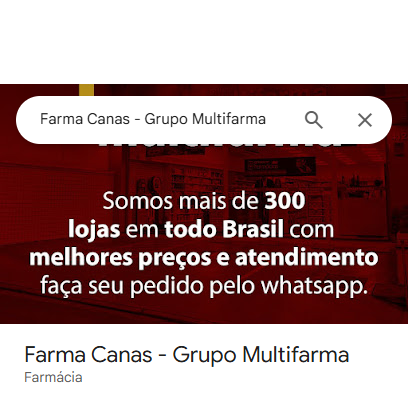 Farma Canas - Grupo Multifarma
Somos mais de 300
lojas em todo Brasil com
melhores preços e atendimento
faça seu pedido pelo whatsapp.
Farma Canas - Grupo Multifarma
Farmácia